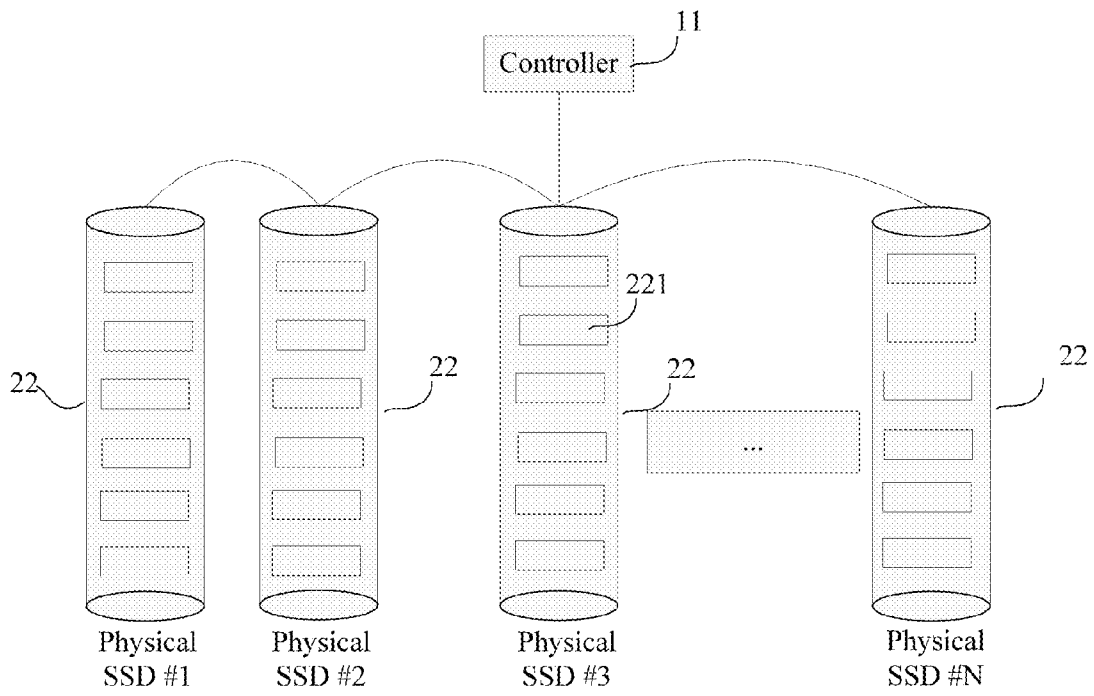 11
Controller
221
22
22
22
22
...
Physical
SSD #1
Physical
SSD #2
Physical
SSD #3
Physical
SSD #N